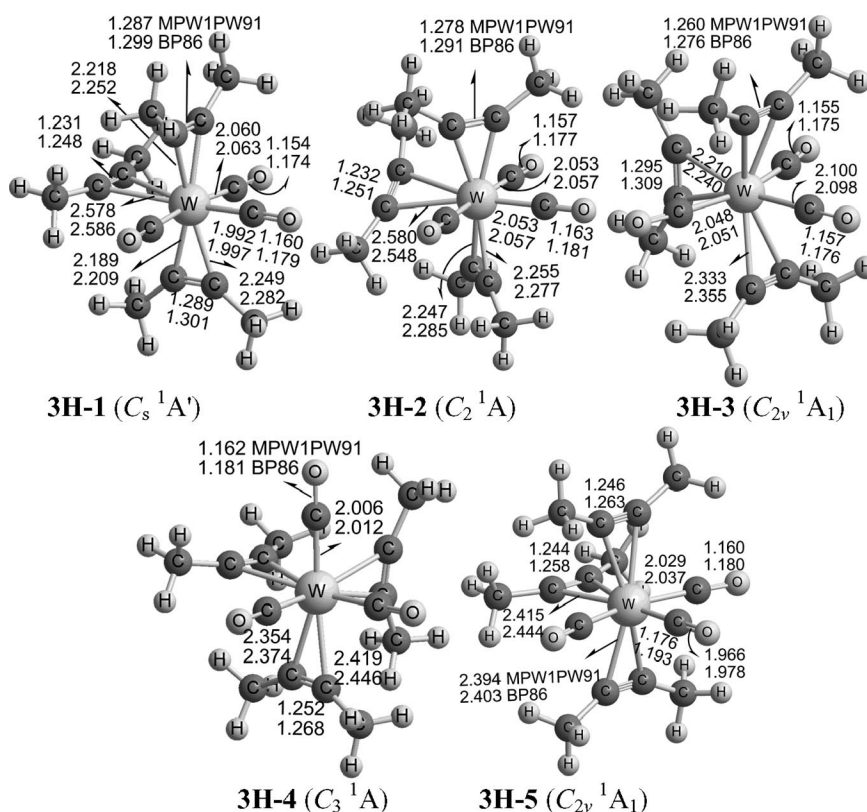 1.287 MPW1PW91
1.299 BP86
2.218
2.252
1.231
1.248
2.060
2.063
1.154
1.174
2.578
2.586
1.992
1.997
1.160
1.179
2.189
2.209
1.289
1.301
2.249
2.282
W
C
O
H
3H-1 (Cs ¹A')
1.278 MPW1PW91
1.291 BP86
1.157
1.177
1.232
1.251
2.053
2.057
2.580
2.548
2.053
2.057
1.163
1.181
2.255
2.277
2.247
2.285
W
C
O
H
3H-2 (C2 ¹A)
1.260 MPW1PW91
1.276 BP86
1.155
1.175
1.295
1.309
2.210
2.240
2.100
2.098
2.048
2.051
1.157
1.176
2.333
2.355
W
C
O
H
3H-3 (C2v ¹A1)
1.162 MPW1PW91
1.181 BP86
2.006
2.012
2.354
2.374
2.419
2.446
1.252
1.268
W
C
O
H
3H-4 (C3 ¹A)
1.246
1.263
1.244
1.258
2.029
2.037
1.160
1.180
2.415
2.444
1.176
1.193
1.966
1.978
2.394 MPW1PW91
2.403 BP86
W
C
O
H
3H-5 (C2v ¹A1)